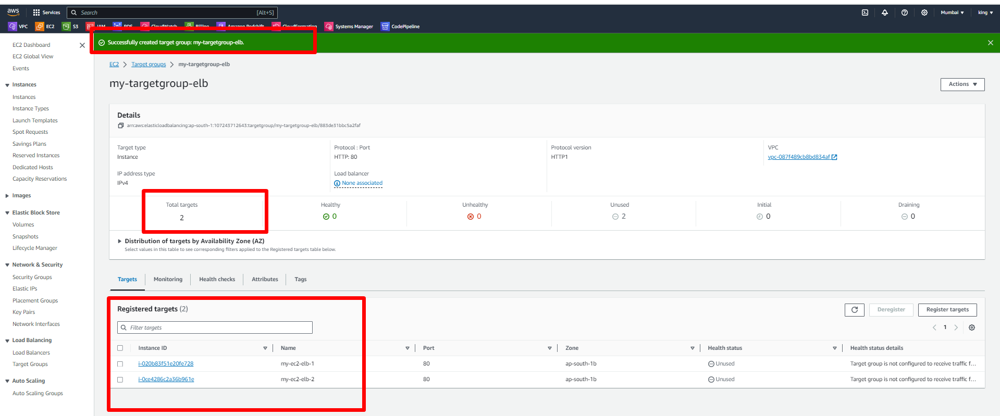 aws
Services
Search
[Alt+S]
Mumbai
king
VPC
EC2
S3
IAM
RDS
CloudWatch
Billing
Amazon Redshift
CloudFormation
Systems Manager
CodePipeline
Successfully created target group: my-targetgroup-elb.
EC2 Dashboard
EC2 Global View
Events
Instances
Instances
Instance Types
Launch Templates
Spot Requests
Savings Plans
Reserved Instances
Dedicated Hosts
Capacity Reservations
Images
Elastic Block Store
Volumes
Snapshots
Lifecycle Manager
Network & Security
Security Groups
Elastic IPs
Placement Groups
Key Pairs
Network Interfaces
Load Balancing
Load Balancers
Target Groups
Auto Scaling
Auto Scaling Groups
EC2 > Target groups > my-targetgroup-elb
my-targetgroup-elb
Actions
Details
arn:aws:elasticloadbalancing:ap-south-1:107243712643:targetgroup/my-targetgroup-elb/883de31bbc5a2faf
Target type
Instance
Protocol : Port
HTTP: 80
Protocol version
HTTP1
VPC
vpc-087f489cb8bd834af
IP address type
IPv4
Load balancer
None associated
Total targets
2
Healthy
0
Unhealthy
0
Unused
2
Initial
0
Draining
0
Distribution of targets by Availability Zone (AZ)
Select values in this table to see corresponding filters applied to the Registered targets table below.
Targets
Monitoring
Health checks
Attributes
Tags
Registered targets (2)
Deregister
Register targets
Filter targets
1
Instance ID Name Port Zone Health status Health status details
i-020b83f51e20fe728 my-ec2-elb-1 80 ap-south-1b Unused Target group is not configured to receive traffic f...
i-0ce4286c2a36b961e my-ec2-elb-2 80 ap-south-1b Unused Target group is not configured to receive traffic f...